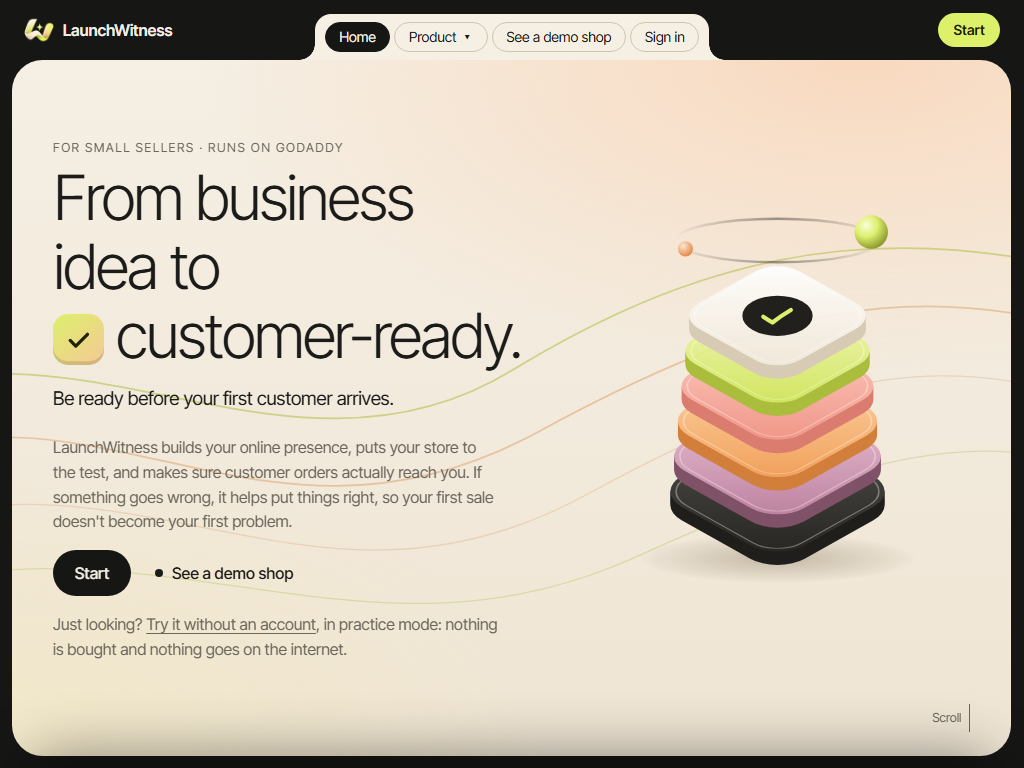 LaunchWitness
Home
Product
See a demo shop
Sign in
Start
FOR SMALL SELLERS · RUNS ON GODADDY
From business
idea to
customer-ready.
Be ready before your first customer arrives.
LaunchWitness builds your online presence, puts your store to
the test, and makes sure customer orders actually reach you. If
something goes wrong, it helps put things right, so your first sale
doesn't become your first problem.
Start
See a demo shop
Just looking? Try it without an account, in practice mode: nothing
is bought and nothing goes on the internet.
Scroll